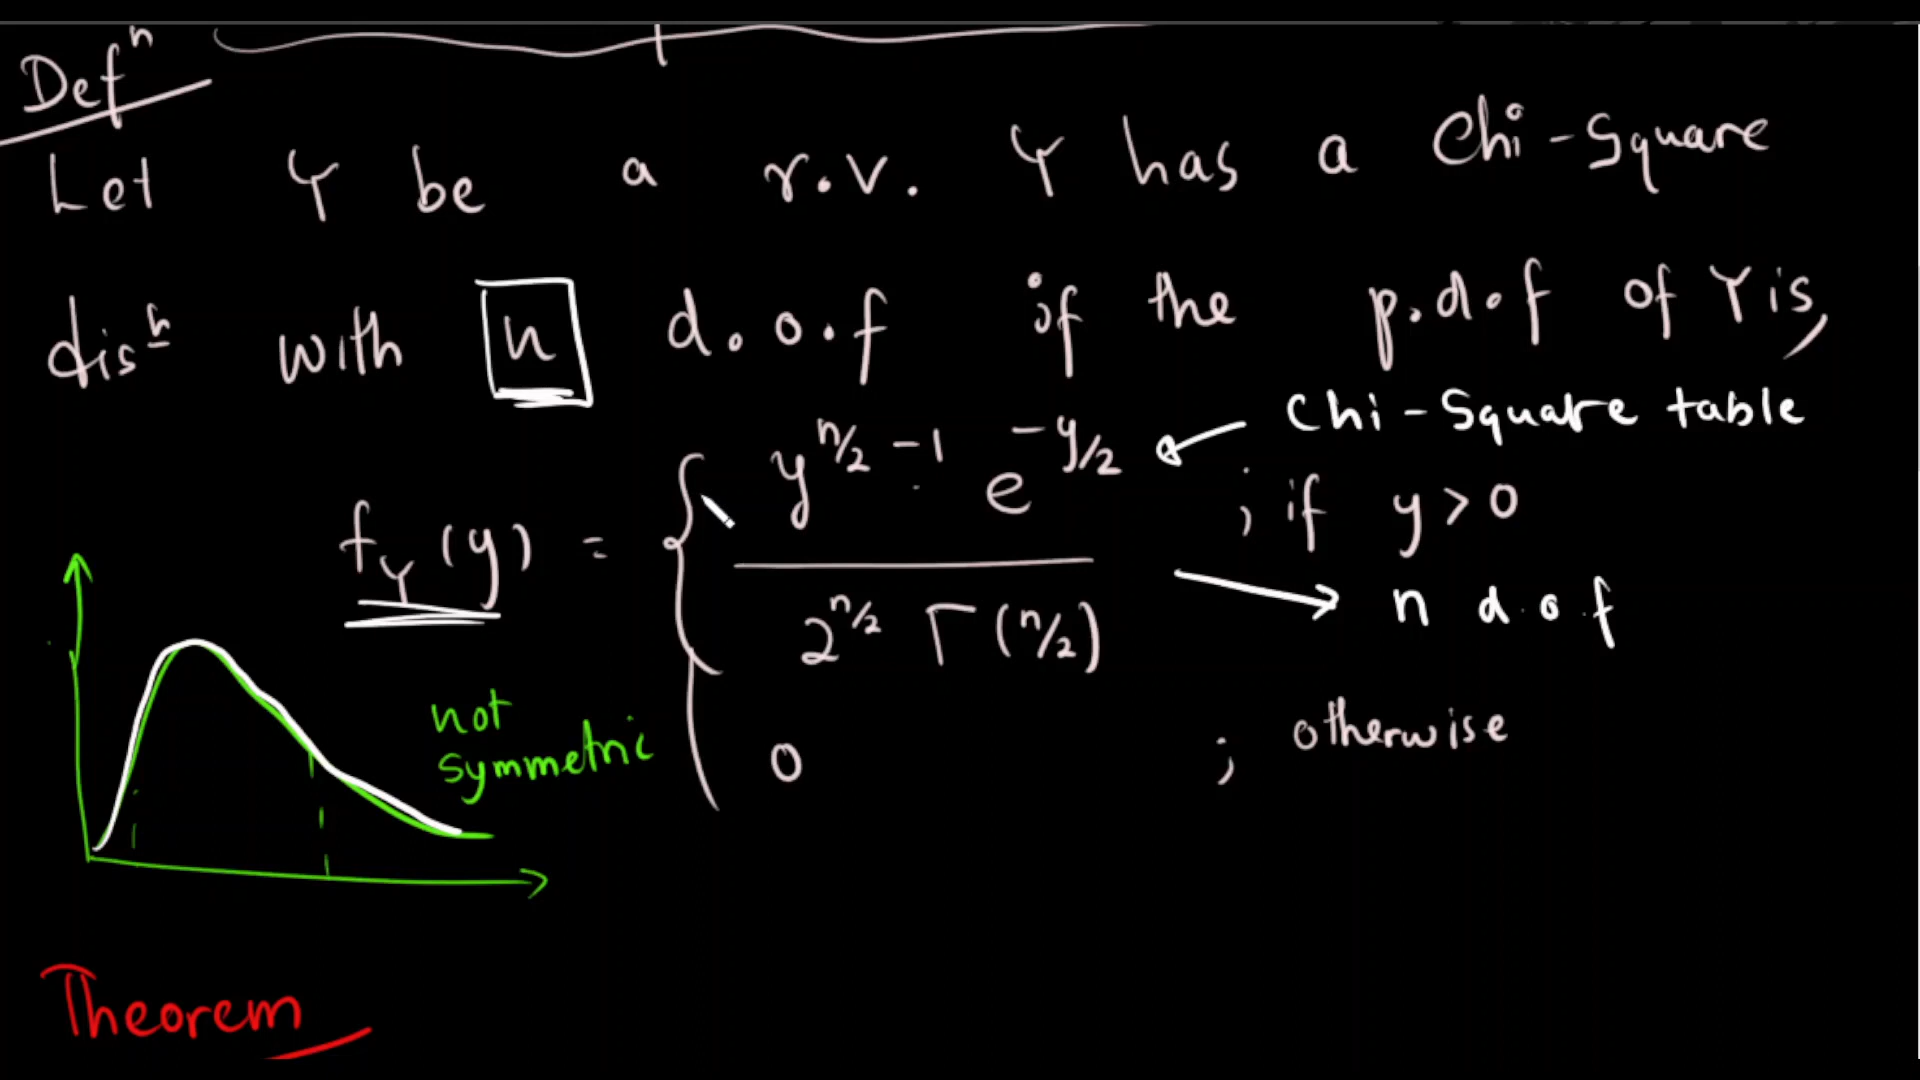 Defⁿ
Let Y be a r.v. Y has a Chi-Square
disⁿ with n d.o.f if the p.d.f of Y is,
Chi-Square table
f_Y(y) = { y^(n/2 - 1) e^(-y/2) / 2^(n/2) Γ(n/2) ; if y > 0
n d.o.f
0 ; otherwise
not
symmetric
Theorem